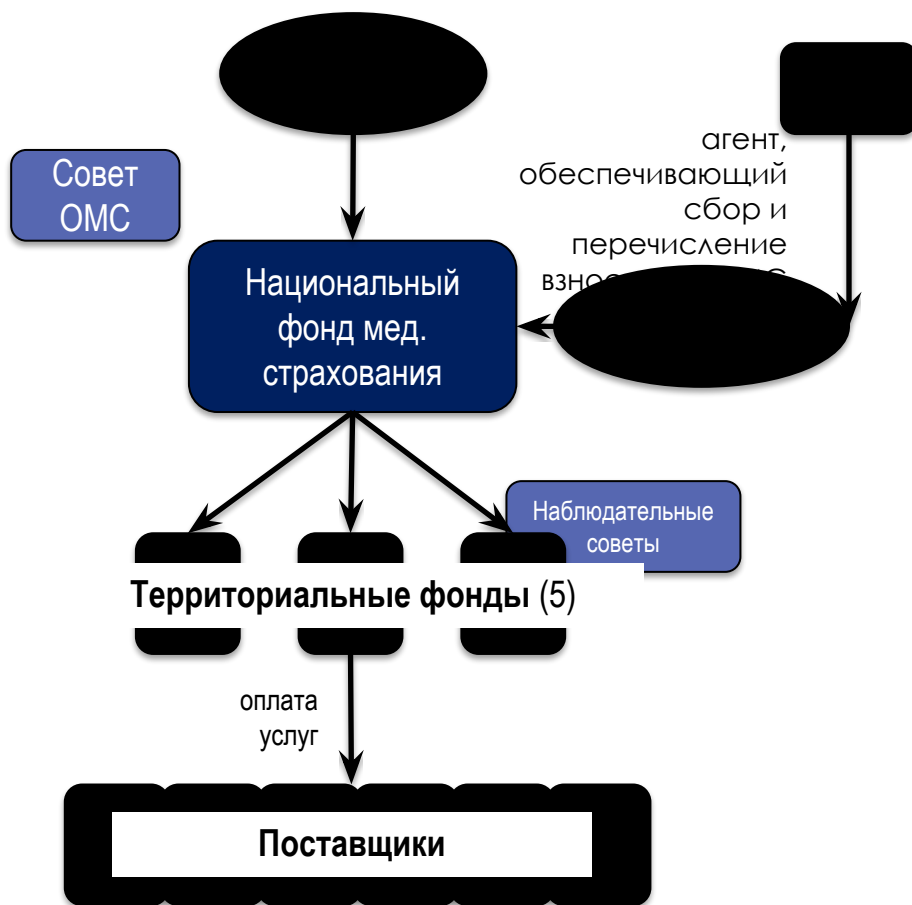 Совет
ОМС
агент,
обеспечивающий
сбор и
перечисление
Национальный
фонд мед.
страхования
Наблюдательные
советы
Территориальные фонды (5)
оплата
услуг
Поставщики